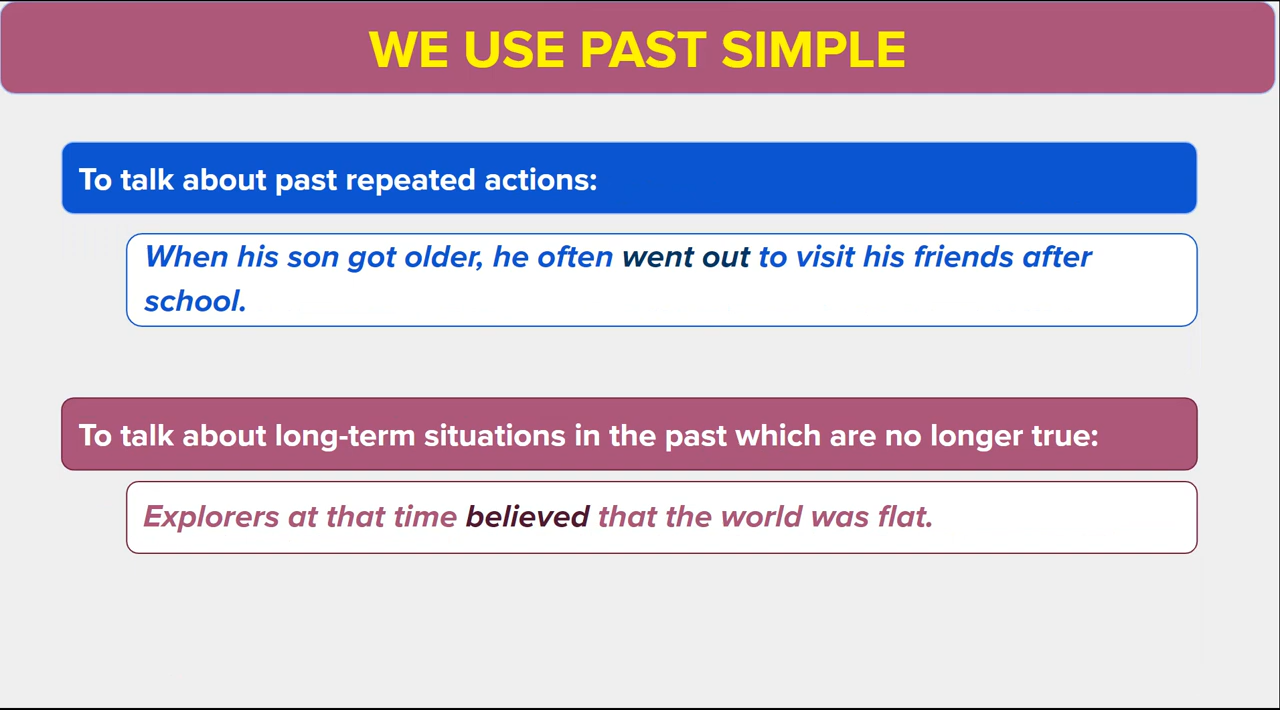 WE USE PAST SIMPLE
To talk about past repeated actions:
When his son got older, he often went out to visit his friends after
school.
To talk about long-term situations in the past which are no longer true:
Explorers at that time believed that the world was flat.